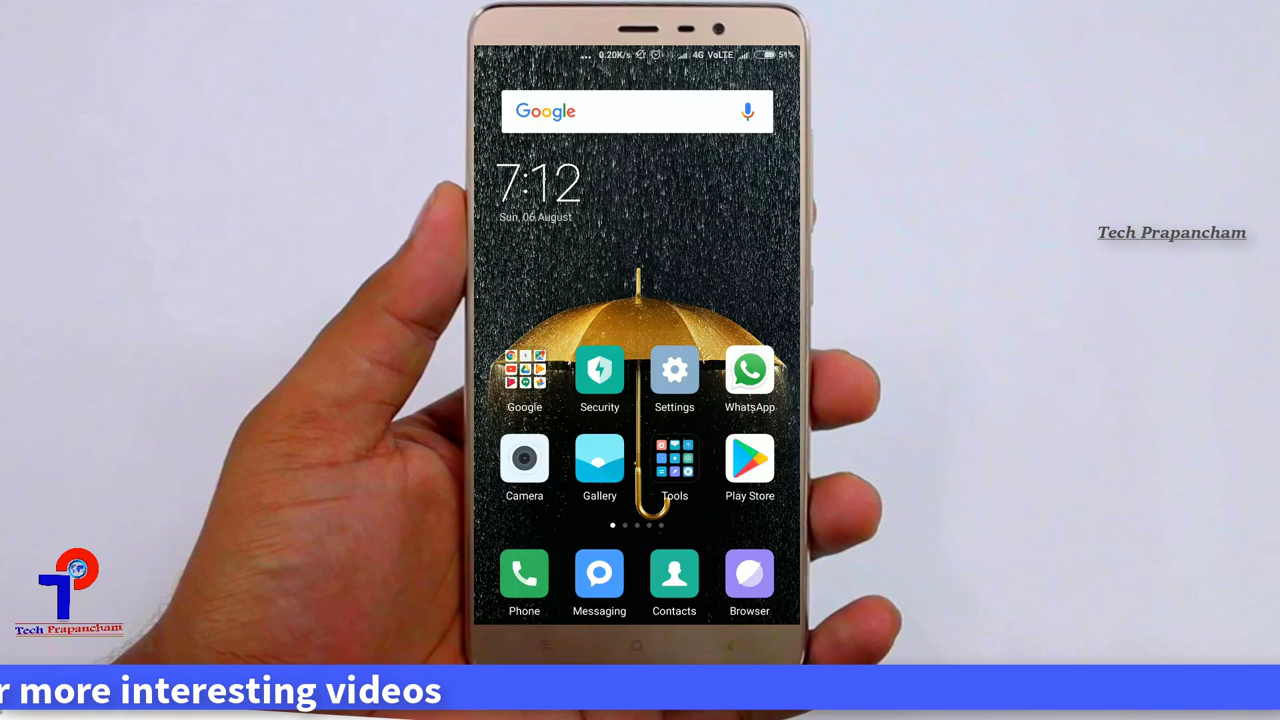 ... 0.20K/s 4G VoLTE 51%
Google
7:12
Sun, 06 August
Tech Prapancham
Google Security Settings WhatsApp
Camera Gallery Tools Play Store
Phone Messaging Contacts Browser
Tech Prapancham
r more interesting videos